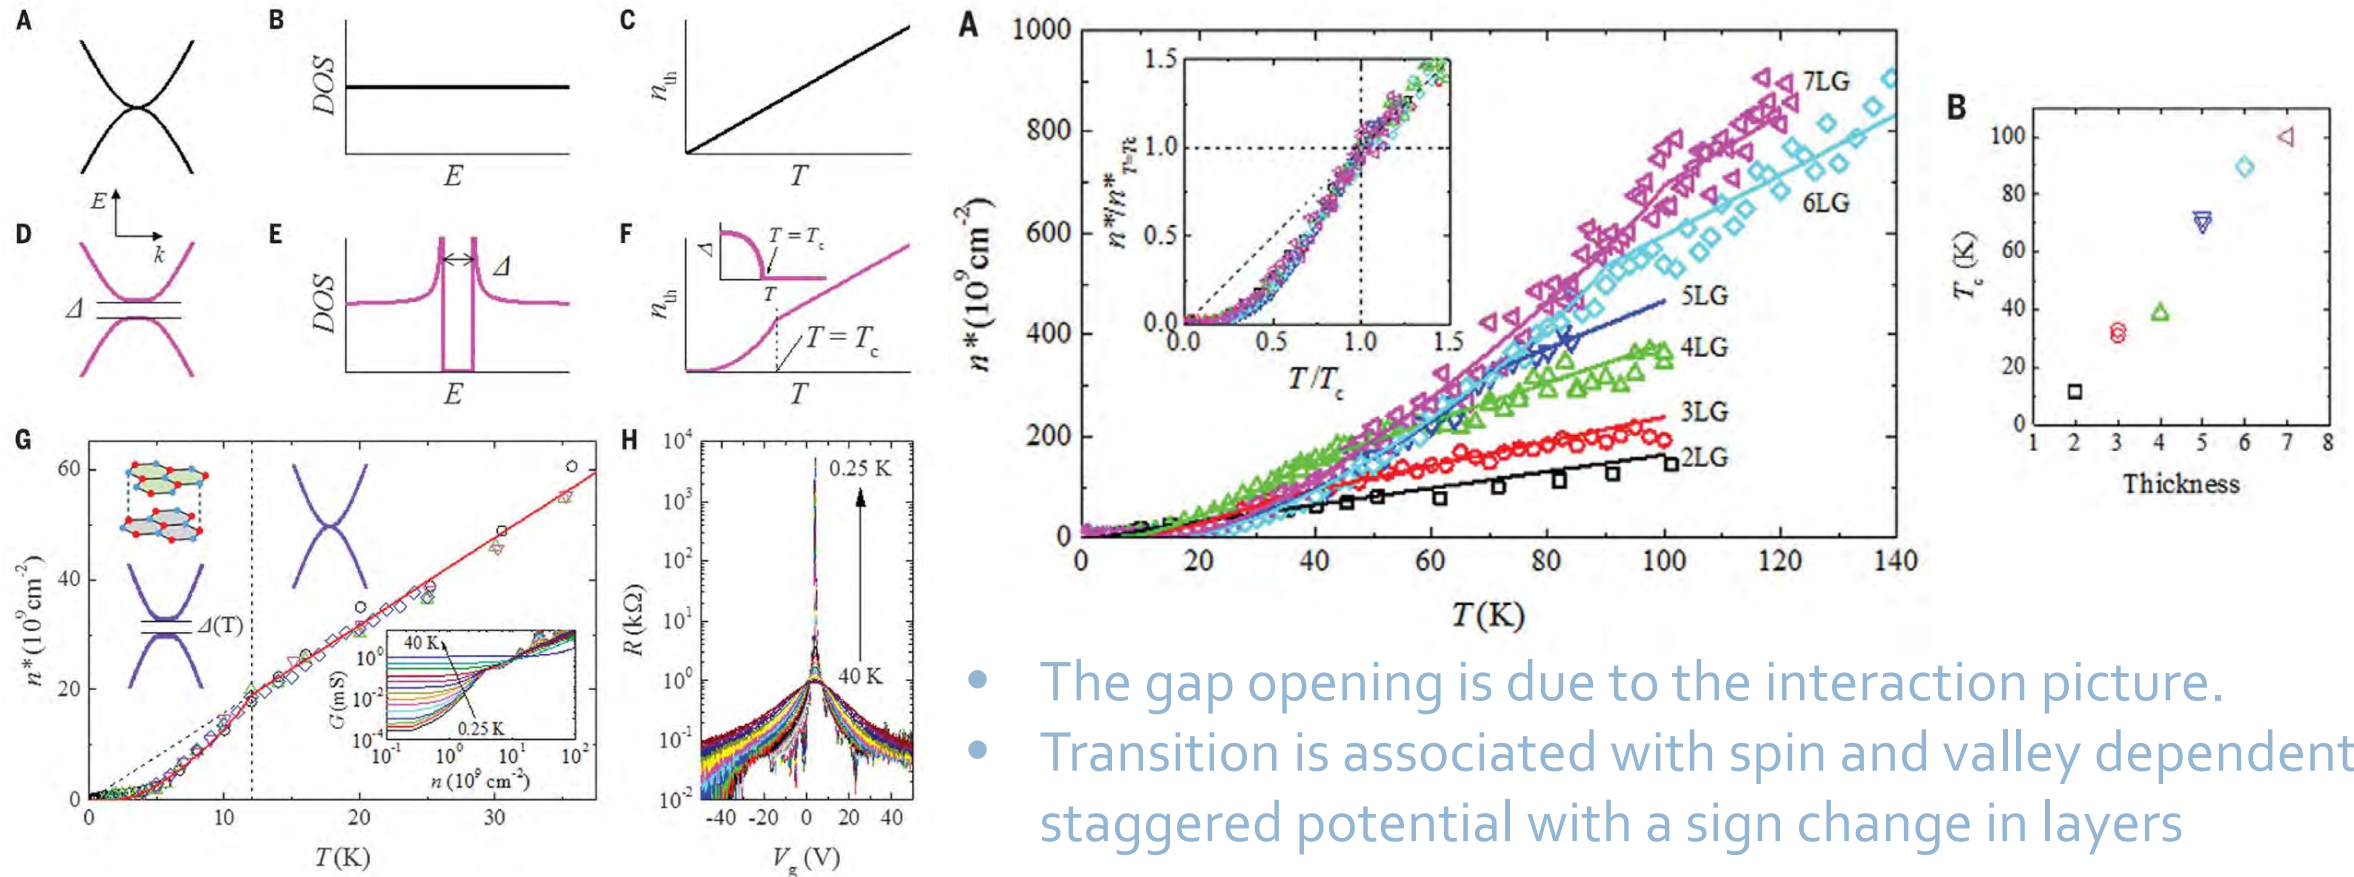 A
B
DOS
E
C
n_th
T
E
k
D
Δ
E
DOS
Δ
E
F
n_th
Δ
T = T_c
T
T = T_c
T
G
n* (10^9 cm^-2)
60
40
20
0
0 10 20 30
T (K)
Δ(T)
G (mS)
10^0
10^-2
10^-4
40 K
0.25 K
10^-1 10^0 10^1 10^2
n (10^9 cm^-2)
H
R (kΩ)
10^4
10^3
10^2
10^1
10^0
10^-1
10^-2
0.25 K
40 K
-40 -20 0 20 40
V_g (V)
A
n* (10^9 cm^-2)
1000
800
600
400
200
0
0 20 40 60 80 100 120 140
T (K)
n*/n*_T=Tc
1.5
1.0
0.5
0.0
0.0 0.5 1.0 1.5
T/T_c
7LG
6LG
5LG
4LG
3LG
2LG
B
T_c (K)
100
80
60
40
20
0
1 2 3 4 5 6 7 8
Thickness
• The gap opening is due to the interaction picture.
• Transition is associated with spin and valley dependent
staggered potential with a sign change in layers